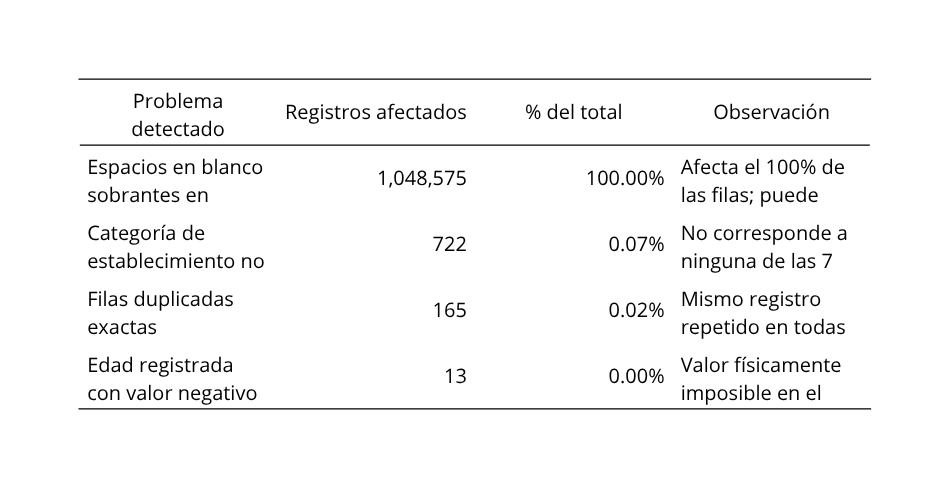 Problema
detectado
Registros afectados
% del total
Observación
Espacios en blanco
sobrantes en
1,048,575
100.00%
Afecta el 100% de
las filas; puede
Categoría de
establecimiento no
722
0.07%
No corresponde a
ninguna de las 7
Filas duplicadas
exactas
165
0.02%
Mismo registro
repetido en todas
Edad registrada
con valor negativo
13
0.00%
Valor físicamente
imposible en el